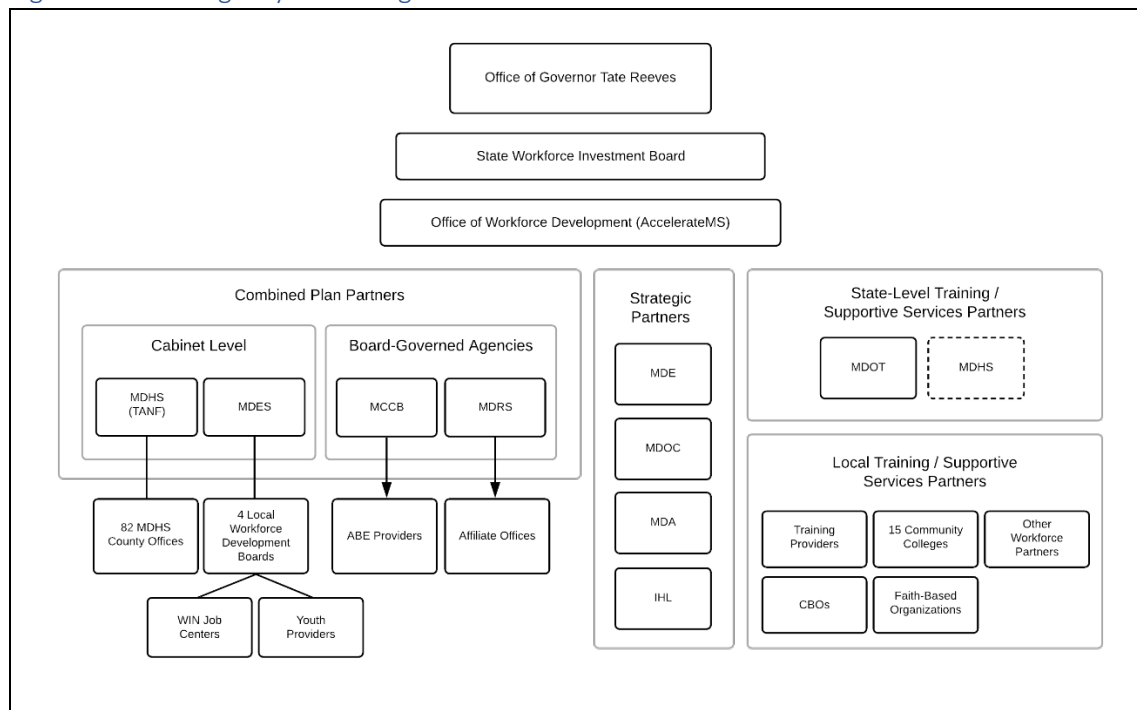 Office of Governor Tate Reeves
State Workforce Investment Board
Office of Workforce Development (AccelerateMS)
Combined Plan Partners
Cabinet Level
MDHS
(TANF)
MDES
Board-Governed Agencies
MCCB
MDRS
82 MDHS
County Offices
4 Local
Workforce
Development
Boards
ABE Providers
Affiliate Offices
WIN Job
Centers
Youth
Providers
Strategic
Partners
MDE
MDOC
MDA
IHL
State-Level Training /
Supportive Services Partners
MDOT
MDHS
Local Training / Supportive
Services Partners
Training
Providers
15 Community
Colleges
Other
Workforce
Partners
CBOs
Faith-Based
Organizations